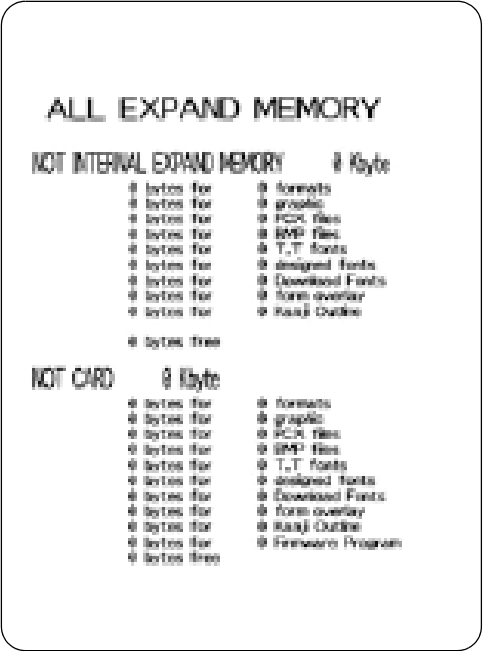 ALL EXPAND MEMORY
NOT INTERNAL EXPAND MEMORY 0 Kbyte
0 bytes for 0 formats
0 bytes for 0 graphic
0 bytes for 0 PCX files
0 bytes for 0 BMP files
0 bytes for 0 T.T fonts
0 bytes for 0 assigned fonts
0 bytes for 0 Download Fonts
0 bytes for 0 form overlay
0 bytes for 0 Kanji Outline
0 bytes free
NOT CARD 0 Kbyte
0 bytes for 0 formats
0 bytes for 0 graphic
0 bytes for 0 PCX files
0 bytes for 0 BMP files
0 bytes for 0 T.T fonts
0 bytes for 0 assigned fonts
0 bytes for 0 Download Fonts
0 bytes for 0 form overlay
0 bytes for 0 Kanji Outline
0 bytes for 0 Firmware Program
0 bytes free